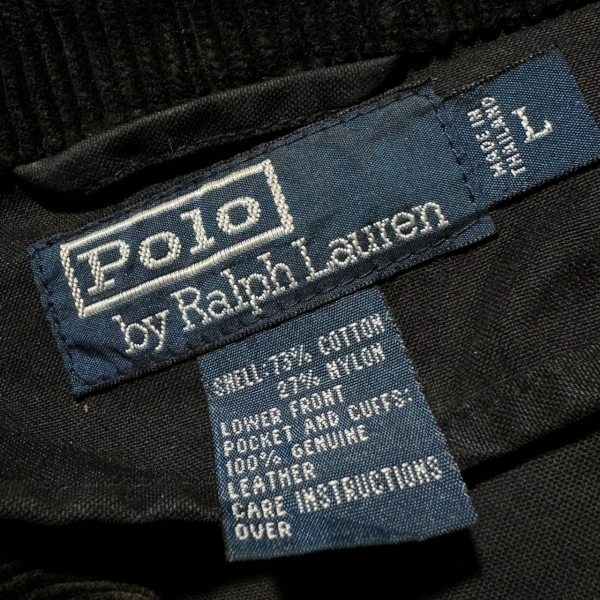 Polo
by Ralph Lauren
L
MADE IN
THAILAND
SHELL: 73% COTTON
27% NYLON
LOWER FRONT
POCKET AND CUFFS:
100% GENUINE
LEATHER
CARE INSTRUCTIONS
OVER